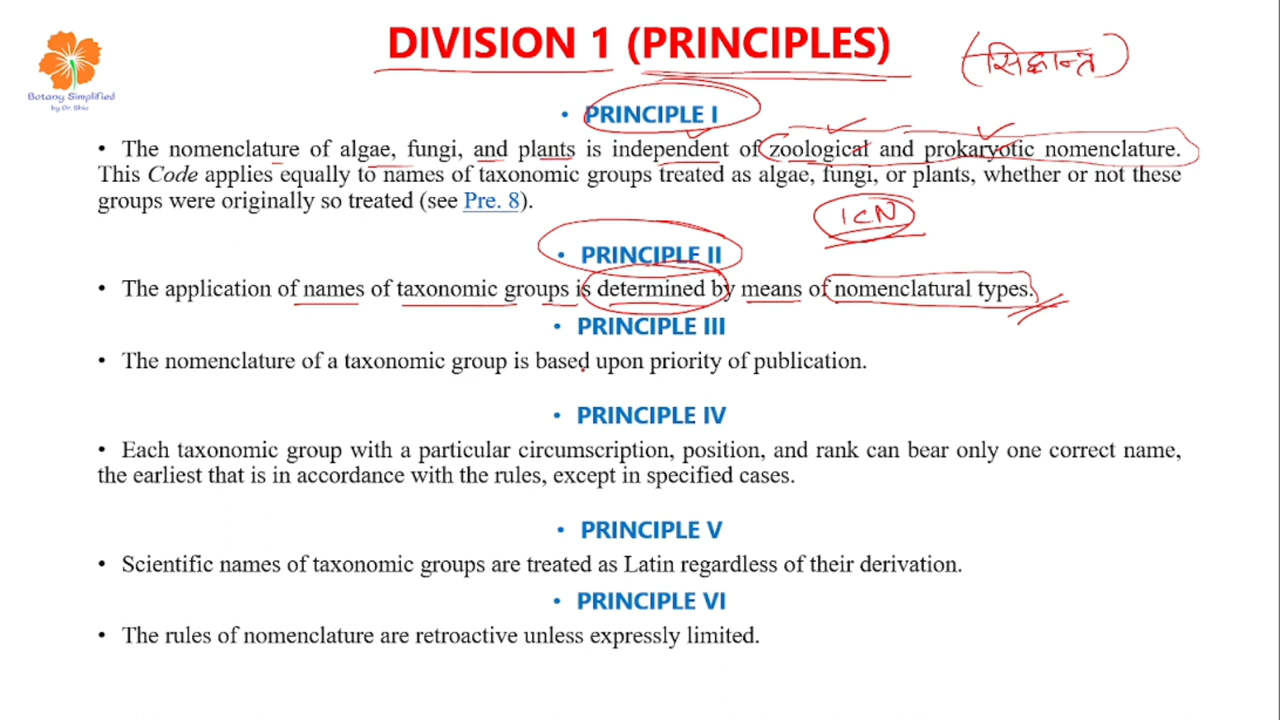 DIVISION 1 (PRINCIPLES)
(सिद्धान्त)
Botany Simplified
by Dr. Shiv
• PRINCIPLE I
• The nomenclature of algae, fungi, and plants is independent of zoological and prokaryotic nomenclature.
This Code applies equally to names of taxonomic groups treated as algae, fungi, or plants, whether or not these
groups were originally so treated (see Pre. 8).
ICN
• PRINCIPLE II
• The application of names of taxonomic groups is determined by means of nomenclatural types.
• PRINCIPLE III
• The nomenclature of a taxonomic group is based upon priority of publication.
• PRINCIPLE IV
• Each taxonomic group with a particular circumscription, position, and rank can bear only one correct name,
the earliest that is in accordance with the rules, except in specified cases.
• PRINCIPLE V
• Scientific names of taxonomic groups are treated as Latin regardless of their derivation.
• PRINCIPLE VI
• The rules of nomenclature are retroactive unless expressly limited.